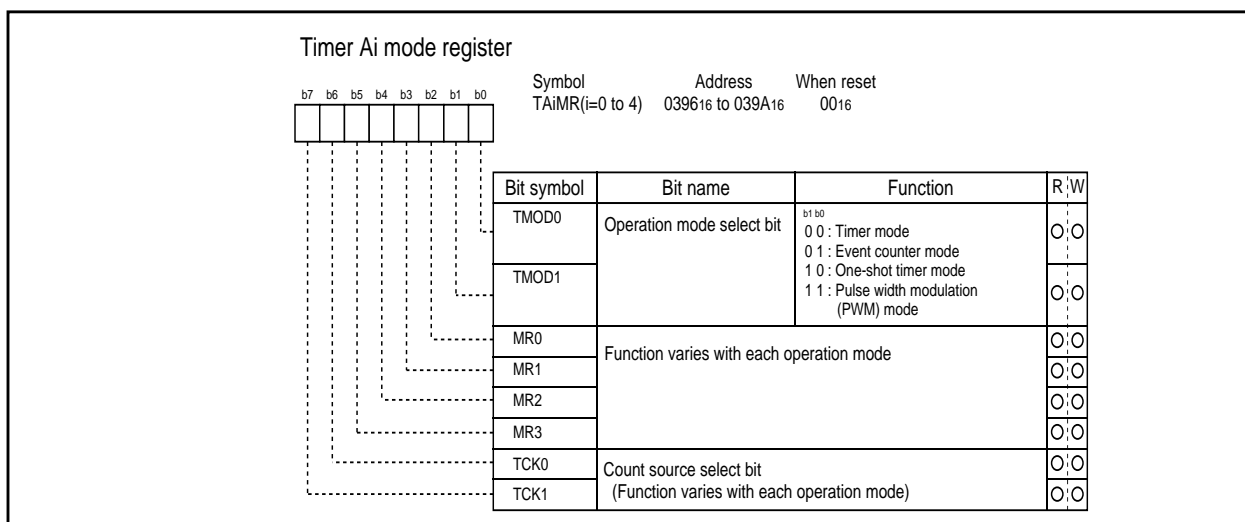 Timer Ai mode register
Symbol Address When reset
b7 b6 b5 b4 b3 b2 b1 b0
TAiMR(i=0 to 4) 039616 to 039A16 0016
Bit symbol Bit name Function R W
TMOD0 Operation mode select bit b1 b0
0 0 : Timer mode
0 1 : Event counter mode
TMOD1 1 0 : One-shot timer mode
1 1 : Pulse width modulation
(PWM) mode
MR0 Function varies with each operation mode
MR1
MR2
MR3
TCK0 Count source select bit
TCK1 (Function varies with each operation mode)